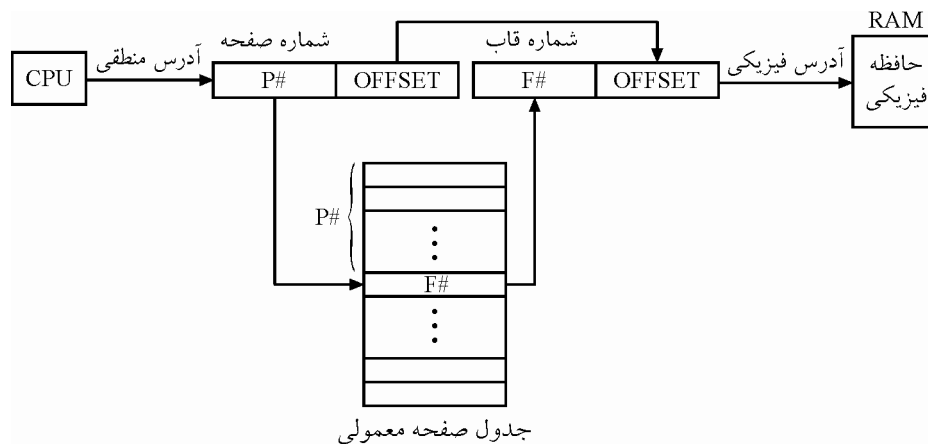 RAM
شماره صفحه
شماره قاب
CPU
آدرس منطقی
P#
OFFSET
F#
OFFSET
آدرس فیزیکی
حافظه
فیزیکی
P#
F#
جدول صفحه معمولی